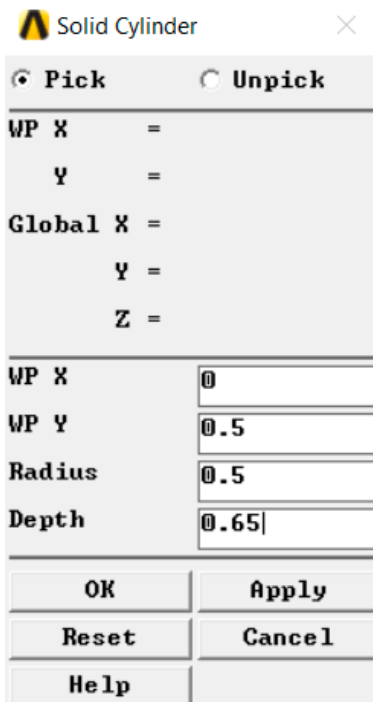 Solid Cylinder
Pick Unpick
WP X =
Y =
Global X =
Y =
Z =
WP X 0
WP Y 0.5
Radius 0.5
Depth 0.65
OK Apply
Reset Cancel
Help